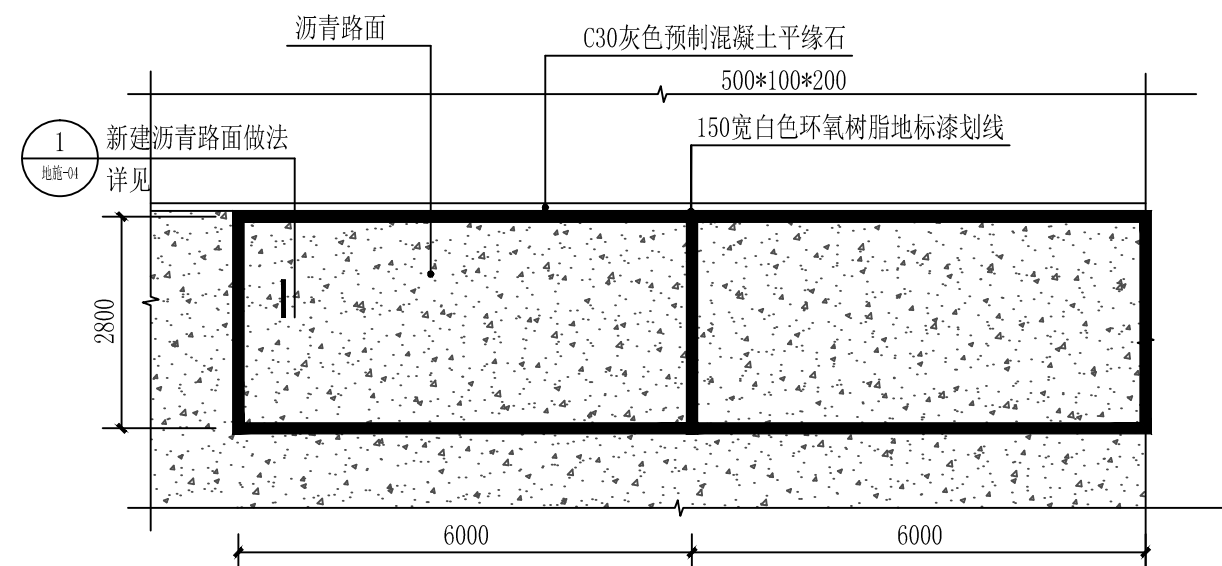 沥青路面
C30灰色预制混凝土平缘石
500*100*200
150宽白色环氧树脂地标漆划线
1
地施-04
新建沥青路面做法
详见
2800
6000
6000